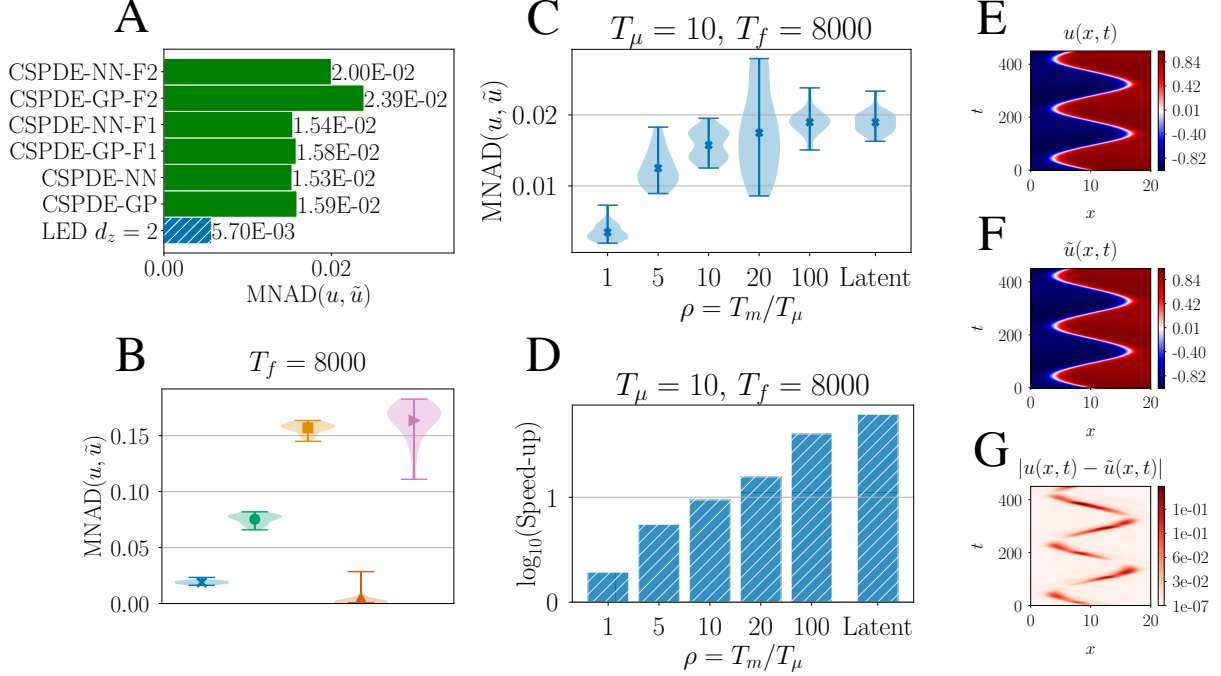 A
CSPDE-NN-F2
2.00E-02
CSPDE-GP-F2
2.39E-02
CSPDE-NN-F1
1.54E-02
CSPDE-GP-F1
1.58E-02
CSPDE-NN
1.53E-02
CSPDE-GP
1.59E-02
LED d_z = 2
5.70E-03
0.00 0.02
MNAD(u, ũ)
B
T_f = 8000
MNAD(u, ũ)
0.15
0.10
0.05
0.00
C
T_μ = 10, T_f = 8000
MNAD(u, ũ)
0.02
0.01
1 5 10 20 100 Latent
ρ = T_m/T_μ
D
T_μ = 10, T_f = 8000
log₁₀(Speed-up)
1
0
1 5 10 20 100 Latent
ρ = T_m/T_μ
E
u(x, t)
t
400
200
0
0 10 20
x
0.84
0.42
0.01
-0.40
-0.82
F
ũ(x, t)
t
400
200
0
0 10 20
x
0.84
0.42
0.01
-0.40
-0.82
G
|u(x, t) − ũ(x, t)|
t
400
200
0
0 10 20
x
1e-01
1e-01
6e-02
3e-02
1e-07